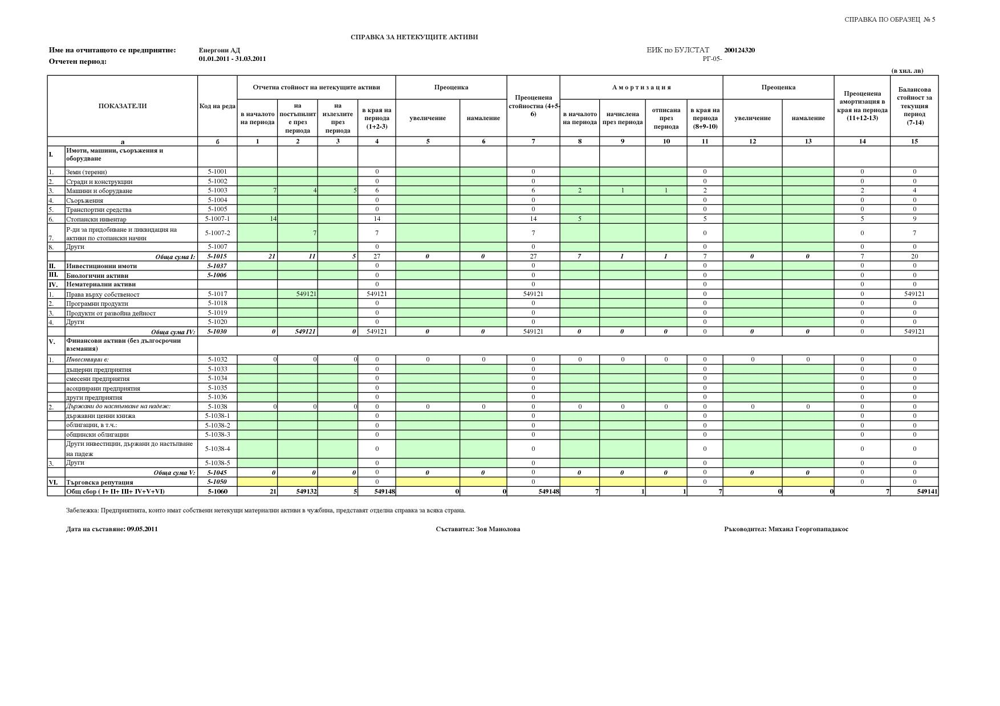 СПРАВКА ПО ОБРАЗЕЦ № 5
СПРАВКА ЗА НЕТЕКУЩИТЕ АКТИВИ
Име на отчитащото се предприятие: Енергони АД ЕИК по БУЛСТАТ 200124320
Отчетен период: 01.01.2011 - 31.03.2011 РГ-05-
(в хил. лв)
ПОКАЗАТЕЛИ Код на реда Отчетна стойност на нетекущите активи Преоценка Преоценена стойностна (4+5-6) А м о р т и з а ц и я Преоценка Преоценена амортизация в края на периода (11+12-13) Балансова стойност за текущия период (7-14)
в началото на периода на постъпилите през периода на излезлите през периода в края на периода (1+2-3) увеличение намаление в началото на периода начислена през периода отписана през периода в края на периода (8+9-10) увеличение намаление
а б 1 2 3 4 5 6 7 8 9 10 11 12 13 14 15
I. Имоти, машини, съоръжения и оборудване
1. Земи (терени) 5-1001 0 0 0 0 0
2. Сгради и конструкции 5-1002 0 0 0 0 0
3. Машини и оборудване 5-1003 7 4 5 6 6 2 1 1 2 2 4
4. Съоръжения 5-1004 0 0 0 0 0
5. Транспортни средства 5-1005 0 0 0 0 0
6. Стопански инвентар 5-1007-1 14 14 14 5 5 5 9
7. Р-ди за придобиване и ликвидация на активи по стопански начин 5-1007-2 7 7 7 0 0 7
8. Други 5-1007 0 0 0 0 0
Обща сума I: 5-1015 21 11 5 27 0 0 27 7 1 1 7 0 0 7 20
II. Инвестиционни имоти 5-1037 0 0 0 0 0
III. Биологични активи 5-1006 0 0 0 0 0
IV. Нематериални активи 0 0 0 0 0
1. Права върху собственост 5-1017 549121 549121 549121 0 0 549121
2. Програмни продукти 5-1018 0 0 0 0 0
3. Продукти от развойна дейност 5-1019 0 0 0 0 0
4. Други 5-1020 0 0 0 0 0
Обща сума IV: 5-1030 0 549121 0 549121 0 0 549121 0 0 0 0 0 0 0 549121
V. Финансови активи (без дългосрочни вземания)
1. Инвестиции в: 5-1032 0 0 0 0 0 0 0 0 0 0 0 0 0 0 0
дъщерни предприятия 5-1033 0 0 0 0 0
смесени предприятия 5-1034 0 0 0 0 0
асоциирани предприятия 5-1035 0 0 0 0 0
други предприятия 5-1036 0 0 0 0 0
2. Държани до настъпване на падеж: 5-1038 0 0 0 0 0 0 0 0 0 0 0 0 0 0 0
държавни ценни книжа 5-1038-1 0 0 0 0 0
облигации, в т.ч.: 5-1038-2 0 0 0 0 0
общински облигации 5-1038-3 0 0 0 0 0
Други инвестиции, държани до настъпване на падеж 5-1038-4 0 0 0 0 0
3. Други 5-1038-5 0 0 0 0 0
Обща сума V: 5-1045 0 0 0 0 0 0 0 0 0 0 0 0 0 0 0
VI. Търговска репутация 5-1050 0 0 0 0 0
Общ сбор ( I+ II+ III+ IV+V+VI) 5-1060 21 549132 5 549148 0 0 549148 7 1 1 7 0 0 7 549141
Забележка: Предприятията, които имат собствени нетекущи материални активи в чужбина, представят отделна справка за всяка страна.
Дата на съставяне: 09.05.2011 Съставител: Зоя Манолова Ръководител: Михаил Георгопападакос